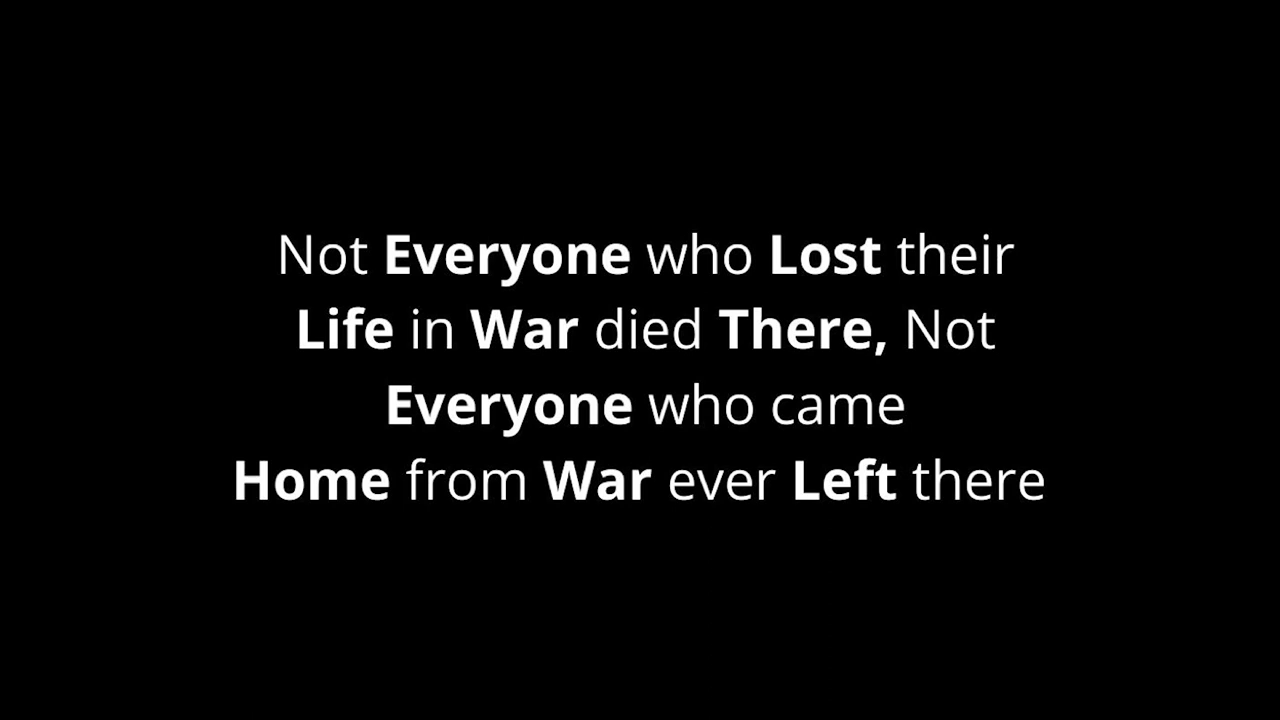 Not Everyone who Lost their
Life in War died There, Not
Everyone who came
Home from War ever Left there